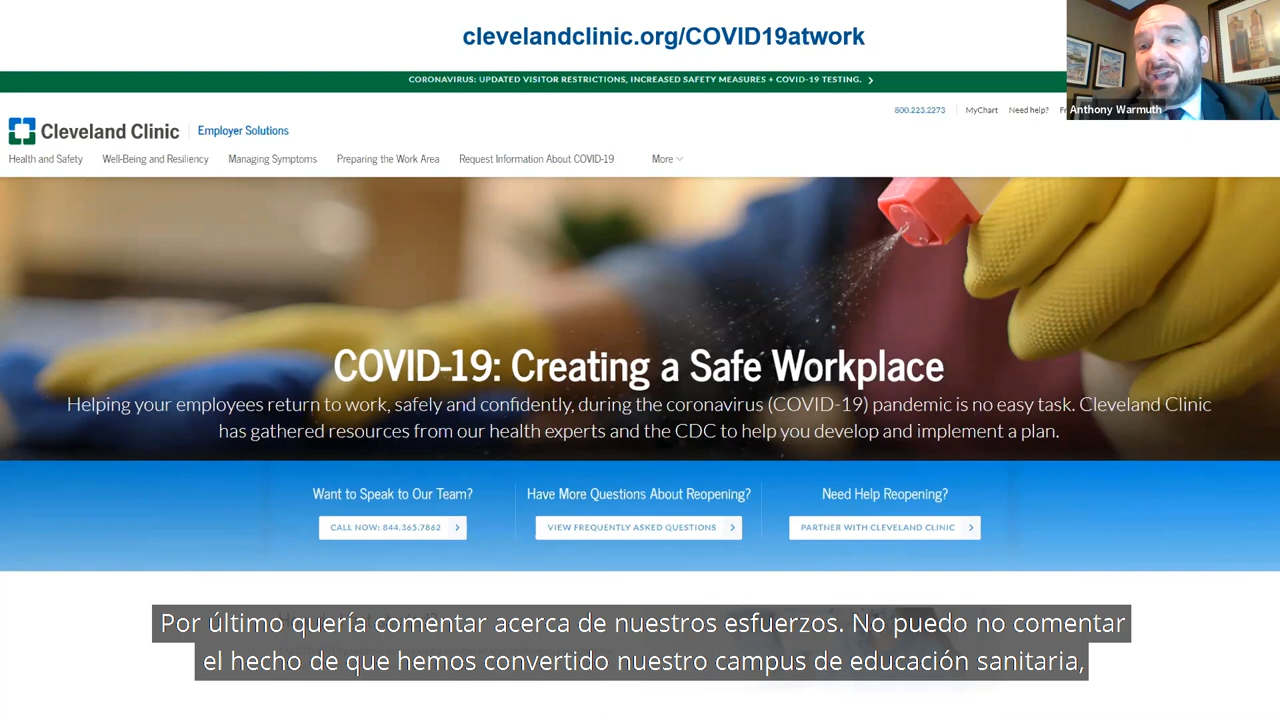 clevelandclinic.org/COVID19atwork
CORONAVIRUS: UPDATED VISITOR RESTRICTIONS, INCREASED SAFETY MEASURES + COVID-19 TESTING.
800.223.2273 MyChart Need help?
Anthony Warmuth
Cleveland Clinic Employer Solutions
Health and Safety Well-Being and Resiliency Managing Symptoms Preparing the Work Area Request Information About COVID-19 More
COVID-19: Creating a Safe Workplace
Helping your employees return to work, safely and confidently, during the coronavirus (COVID-19) pandemic is no easy task. Cleveland Clinic
has gathered resources from our health experts and the CDC to help you develop and implement a plan.
Want to Speak to Our Team? Have More Questions About Reopening? Need Help Reopening?
CALL NOW: 844.365.7862 VIEW FREQUENTLY ASKED QUESTIONS PARTNER WITH CLEVELAND CLINIC
Por último quería comentar acerca de nuestros esfuerzos. No puedo no comentar
el hecho de que hemos convertido nuestro campus de educación sanitaria,